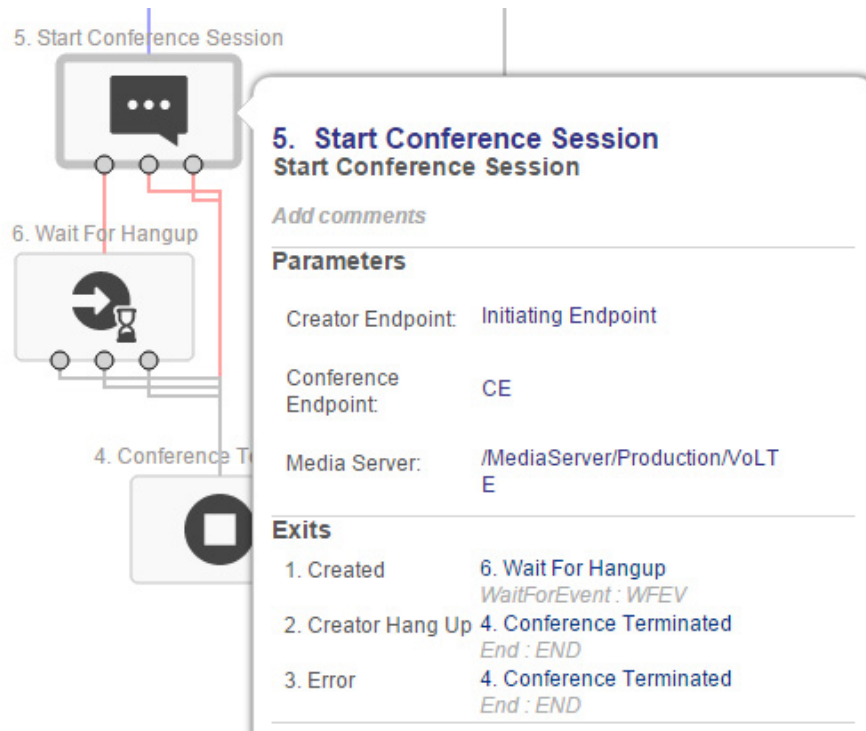 5. Start Conference Session
5. Start Conference Session
Start Conference Session
Add comments
6. Wait For Hangup
Parameters
Creator Endpoint: Initiating Endpoint
Conference
Endpoint: CE
4. Conference Te
Media Server: /MediaServer/Production/VoLT
E
Exits
1. Created 6. Wait For Hangup
WaitForEvent : WFEV
2. Creator Hang Up 4. Conference Terminated
End : END
3. Error 4. Conference Terminated
End : END